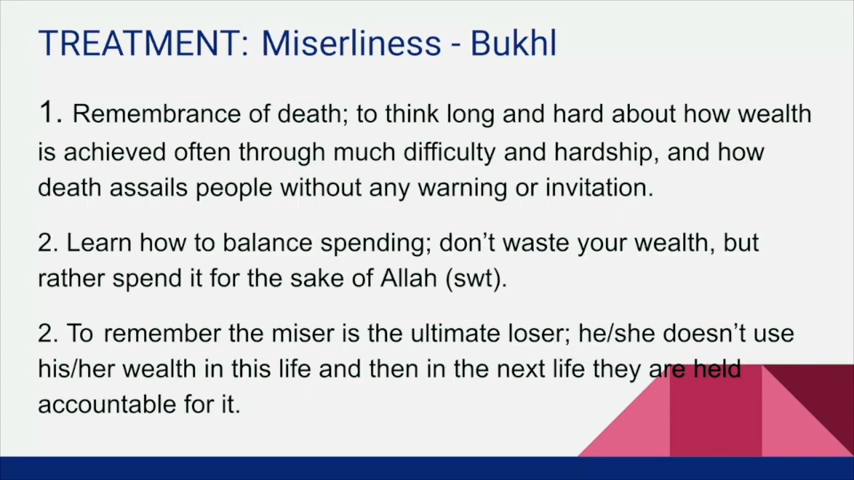 TREATMENT: Miserliness - Bukhl
1. Remembrance of death; to think long and hard about how wealth
is achieved often through much difficulty and hardship, and how
death assails people without any warning or invitation.
2. Learn how to balance spending; don’t waste your wealth, but
rather spend it for the sake of Allah (swt).
2. To remember the miser is the ultimate loser; he/she doesn’t use
his/her wealth in this life and then in the next life they are held
accountable for it.